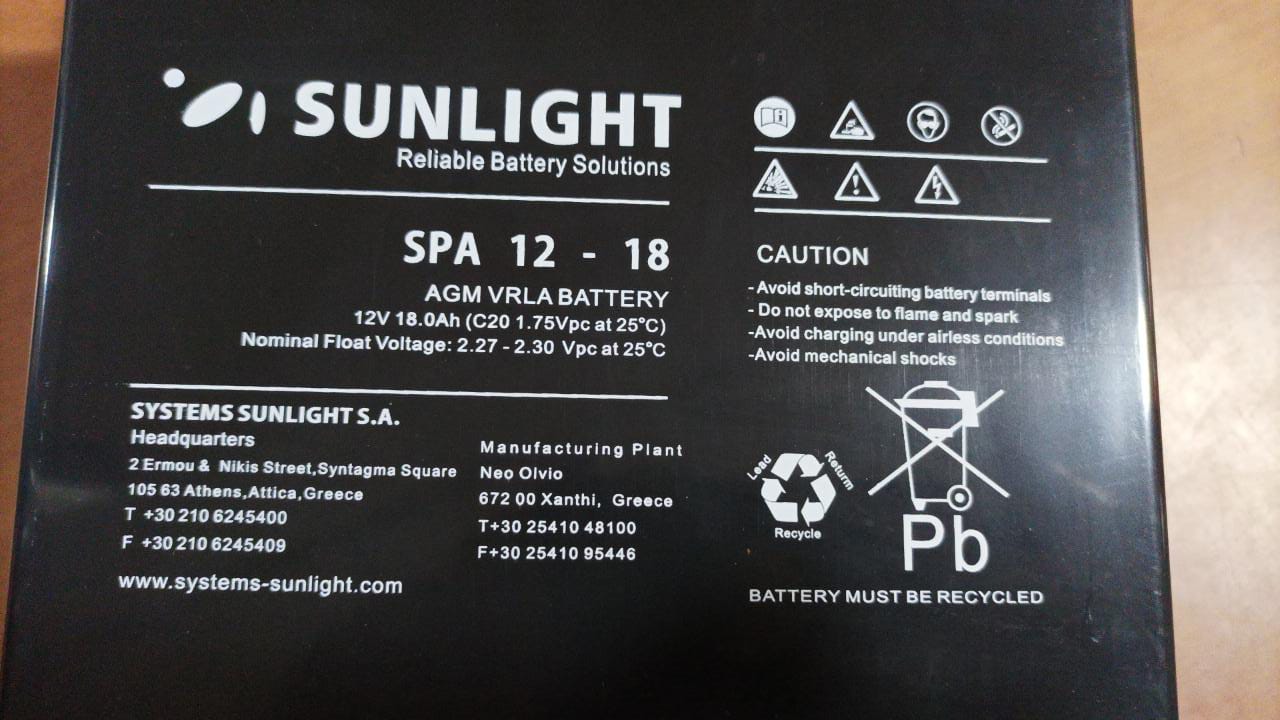 SUNLIGHT
Reliable Battery Solutions
SPA 12 - 18
AGM VRLA BATTERY
12V 18.0Ah (C20 1.75Vpc at 25°C)
Nominal Float Voltage: 2.27 - 2.30 Vpc at 25°C
SYSTEMS SUNLIGHT S.A.
Headquarters
2 Ermou & Nikis Street,Syntagma Square
105 63 Athens,Attica,Greece
T +30 210 6245400
F +30 210 6245409
www.systems-sunlight.com
Manufacturing Plant
Neo Olvio
672 00 Xanthi, Greece
T+30 25410 48100
F+30 25410 95446
CAUTION
- Avoid short-circuiting battery terminals
- Do not expose to flame and spark
-Avoid charging under airless conditions
-Avoid mechanical shocks
Lead
Returm
Recycle
Pb
BATTERY MUST BE RECYCLED